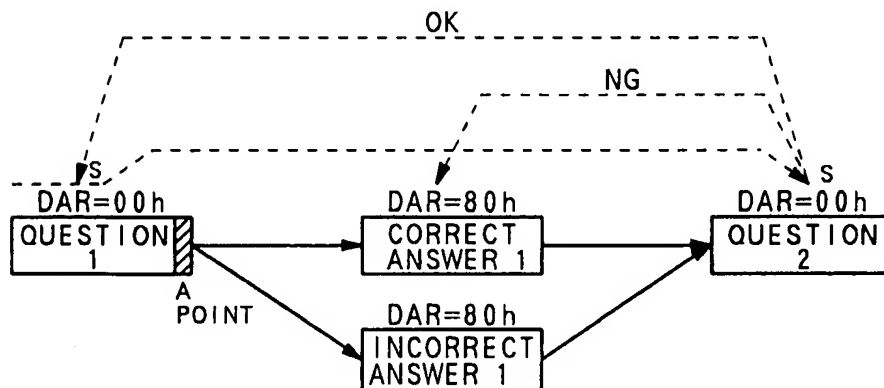 OK
NG
S
S
DAR=00h
DAR=80h
DAR=00h
QUESTION
1
CORRECT
ANSWER 1
QUESTION
2
A
POINT
DAR=80h
INCORRECT
ANSWER 1